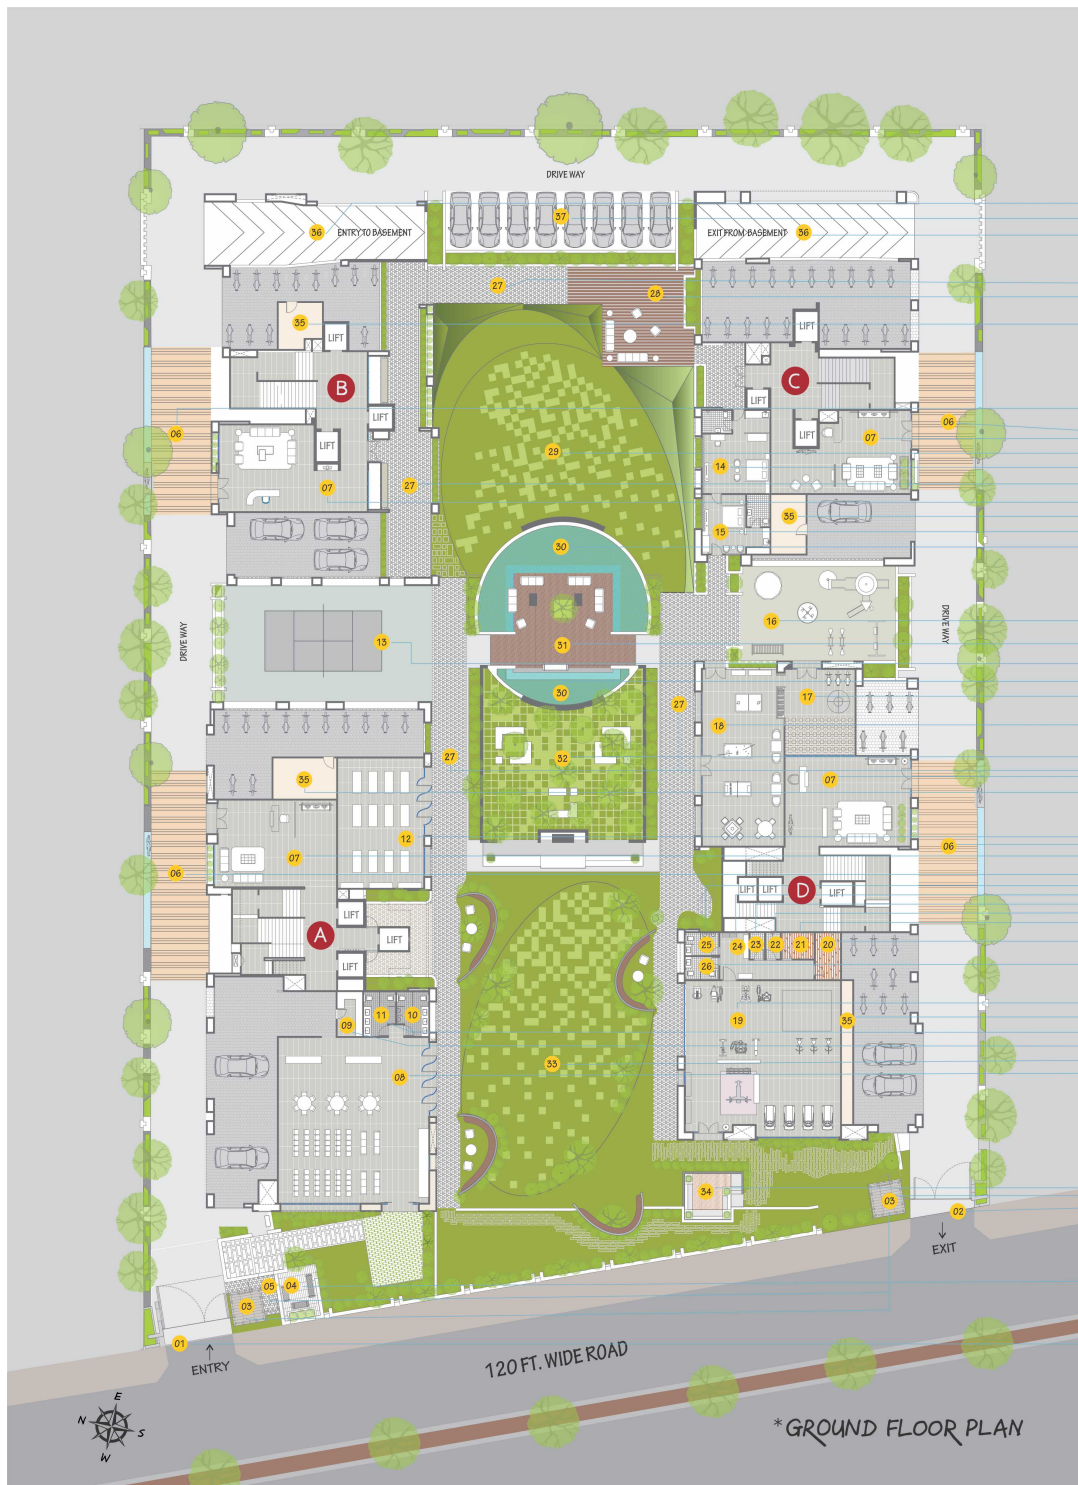 DRIVE WAY
37
36 ENTRY TO BASEMENT
EXIT FROM BASEMENT 36
27
28
35
LIFT
LIFT
B
C
LIFT
LIFT
06
LIFT
LIFT
07
06
29
14
07
27
35
15
30
16
DRIVE WAY
DRIVE WAY
13
31
30
17
27
18
27
32
35
07
12
07
06
06
LIFT
LIFT
D
LIFT
LIFT
A
LIFT
LIFT
25
24
23
22
21
20
26
11
10
09
19
35
33
08
34
03
02
EXIT
05
04
03
01
ENTRY
120 FT. WIDE ROAD
E
N
S
W
*GROUND FLOOR PLAN